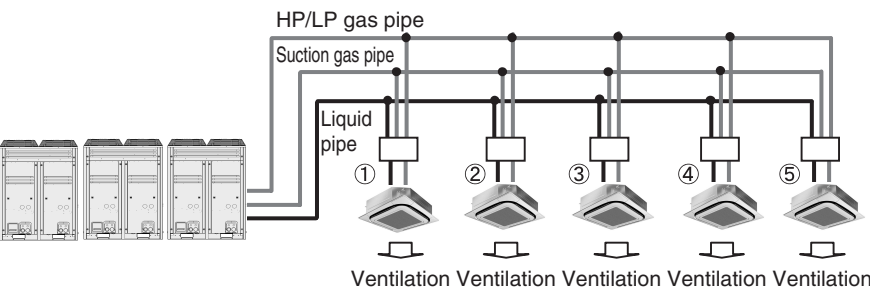 HP/LP gas pipe
Suction gas pipe
Liquid
pipe
① ② ③ ④ ⑤
Ventilation Ventilation Ventilation Ventilation Ventilation